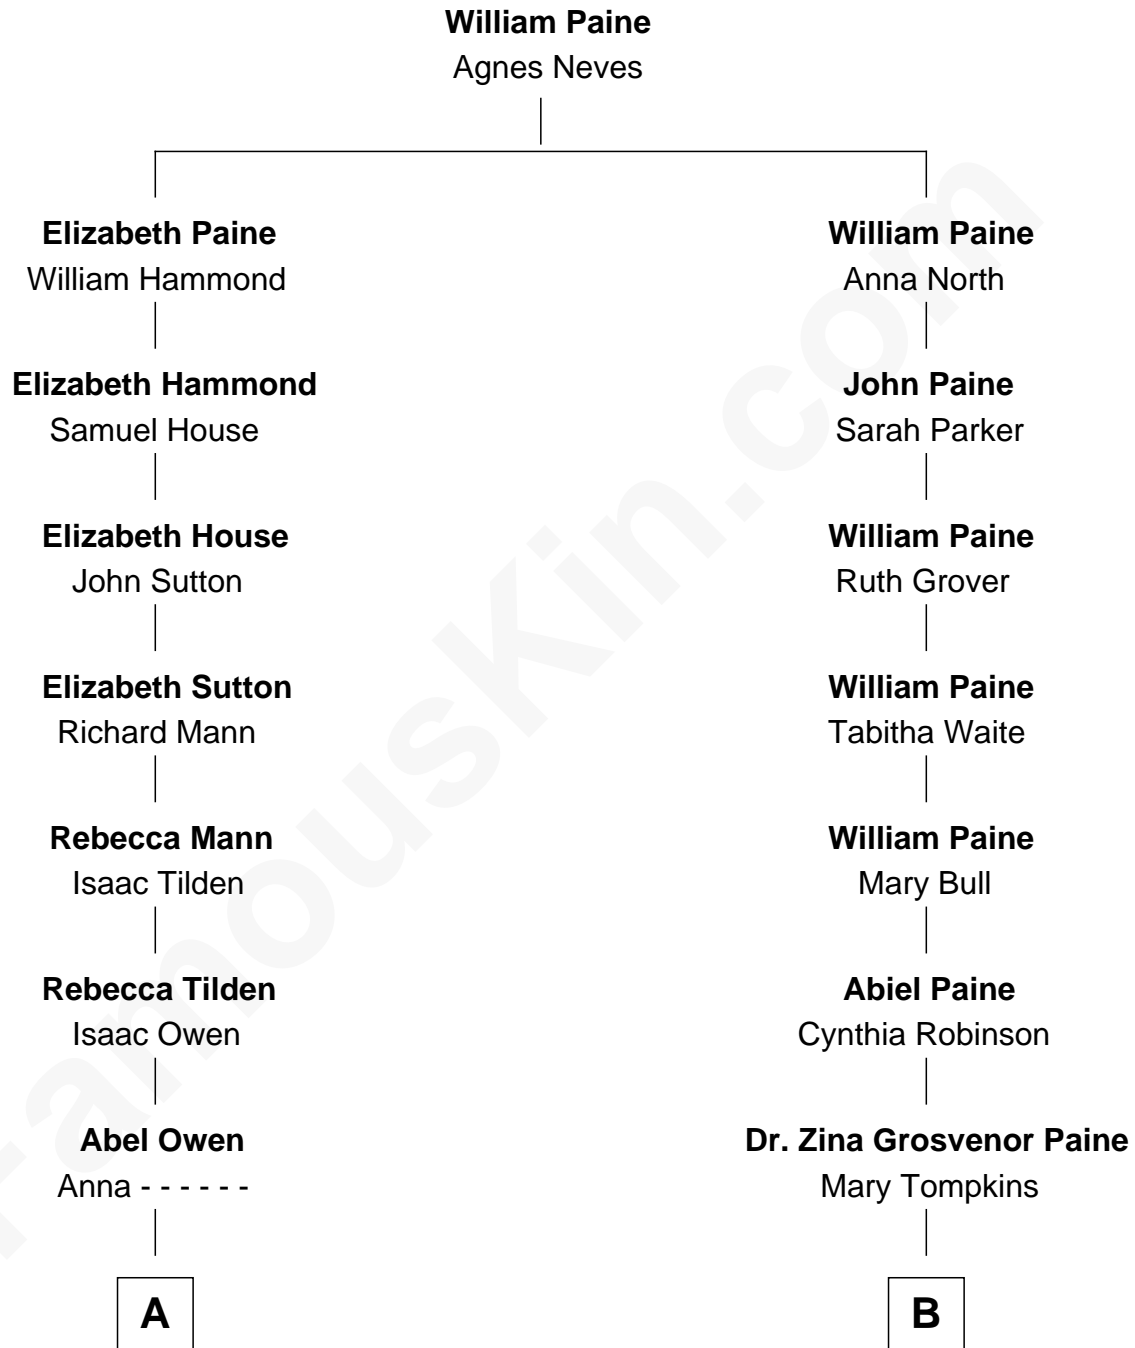 William Paine
Agnes Neves
Elizabeth Paine
William Hammond
William Paine
Anna North
Elizabeth Hammond
Samuel House
John Paine
Sarah Parker
Elizabeth House
John Sutton
William Paine
Ruth Grover
Elizabeth Sutton
Richard Mann
William Paine
Tabitha Waite
Rebecca Mann
Isaac Tilden
William Paine
Mary Bull
Rebecca Tilden
Isaac Owen
Abiel Paine
Cynthia Robinson
Abel Owen
Anna - - - - - -
Dr. Zina Grosvenor Paine
Mary Tompkins
A
B
FamousKin.com